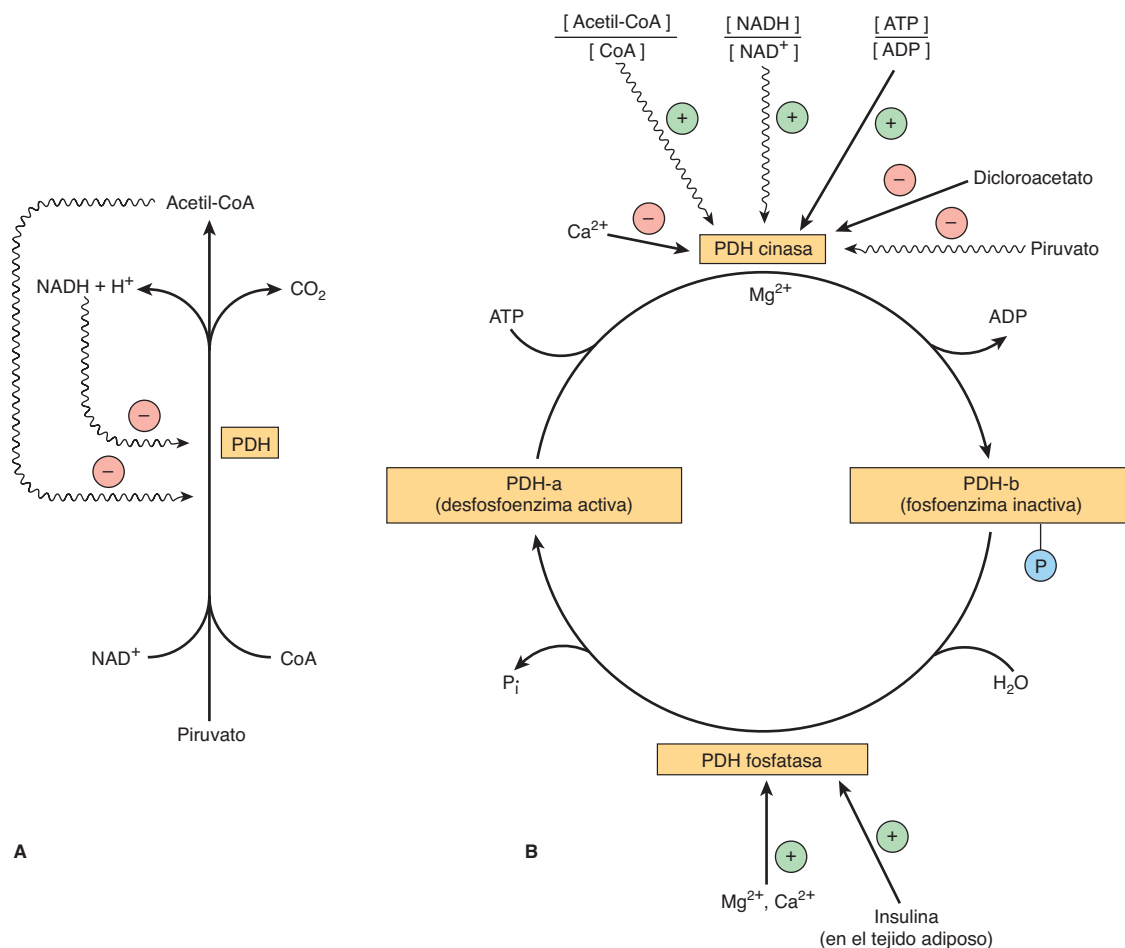 Acetil-CoA
NADH + H⁺
CO₂
−
−
PDH
NAD⁺
CoA
Piruvato
A
[ Acetil-CoA ]
[ CoA ]
[ NADH ]
[ NAD⁺ ]
[ ATP ]
[ ADP ]
+
+
+
−
Dicloroacetato
−
Ca²⁺
−
Piruvato
PDH cinasa
Mg²⁺
ATP
ADP
PDH-a
(desfosfoenzima activa)
PDH-b
(fosfoenzima inactiva)
P
Pi
H₂O
PDH fosfatasa
+
+
Mg²⁺, Ca²⁺
Insulina
(en el tejido adiposo)
B